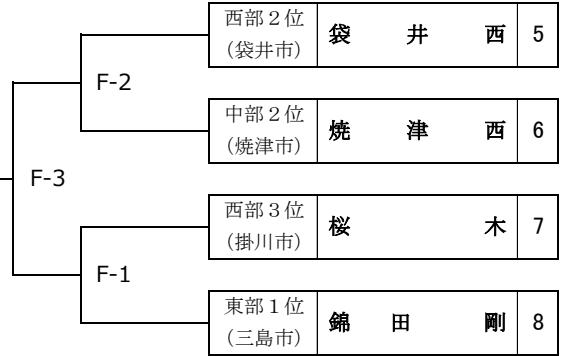 西部２位
（袋井市）
袋井西
5
F-2
中部２位
（焼津市）
焼津西
6
F-3
西部３位
（掛川市）
桜木
7
F-1
東部１位
（三島市）
錦田剛
8